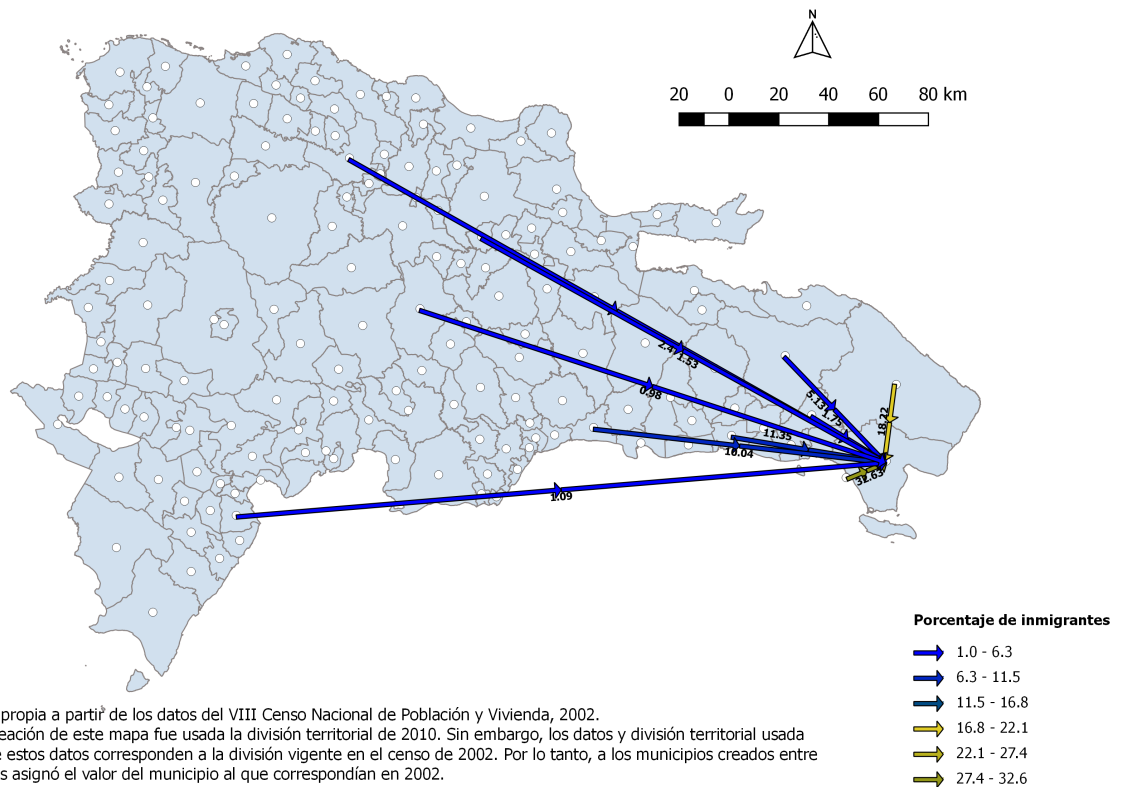 N
20 0 20 40 60 80 km
2.47
1.53
0.98
5.13
1.75
18.22
11.35
10.04
32.63
1.09
Porcentaje de inmigrantes
1.0 - 6.3
6.3 - 11.5
11.5 - 16.8
16.8 - 22.1
22.1 - 27.4
27.4 - 32.6
propia a partir de los datos del VIII Censo Nacional de Población y Vivienda, 2002.
eación de este mapa fue usada la división territorial de 2010. Sin embargo, los datos y división territorial usada
e estos datos corresponden a la división vigente en el censo de 2002. Por lo tanto, a los municipios creados entre
s asignó el valor del municipio al que correspondían en 2002.